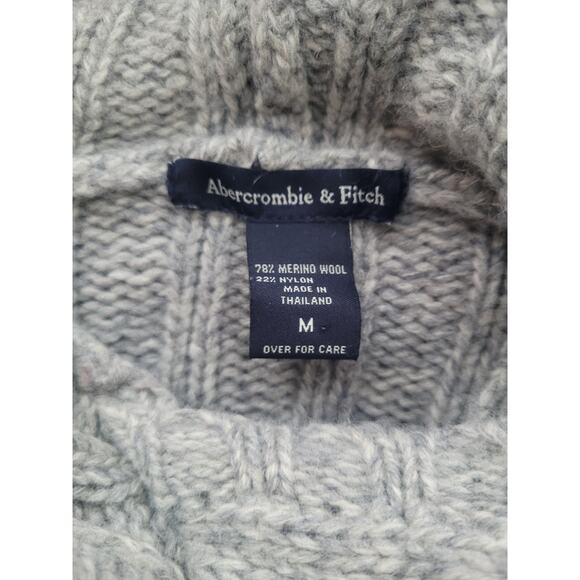 Abercrombie & Fitch
78% MERINO WOOL
22% NYLON
MADE IN
THAILAND
M
OVER FOR CARE